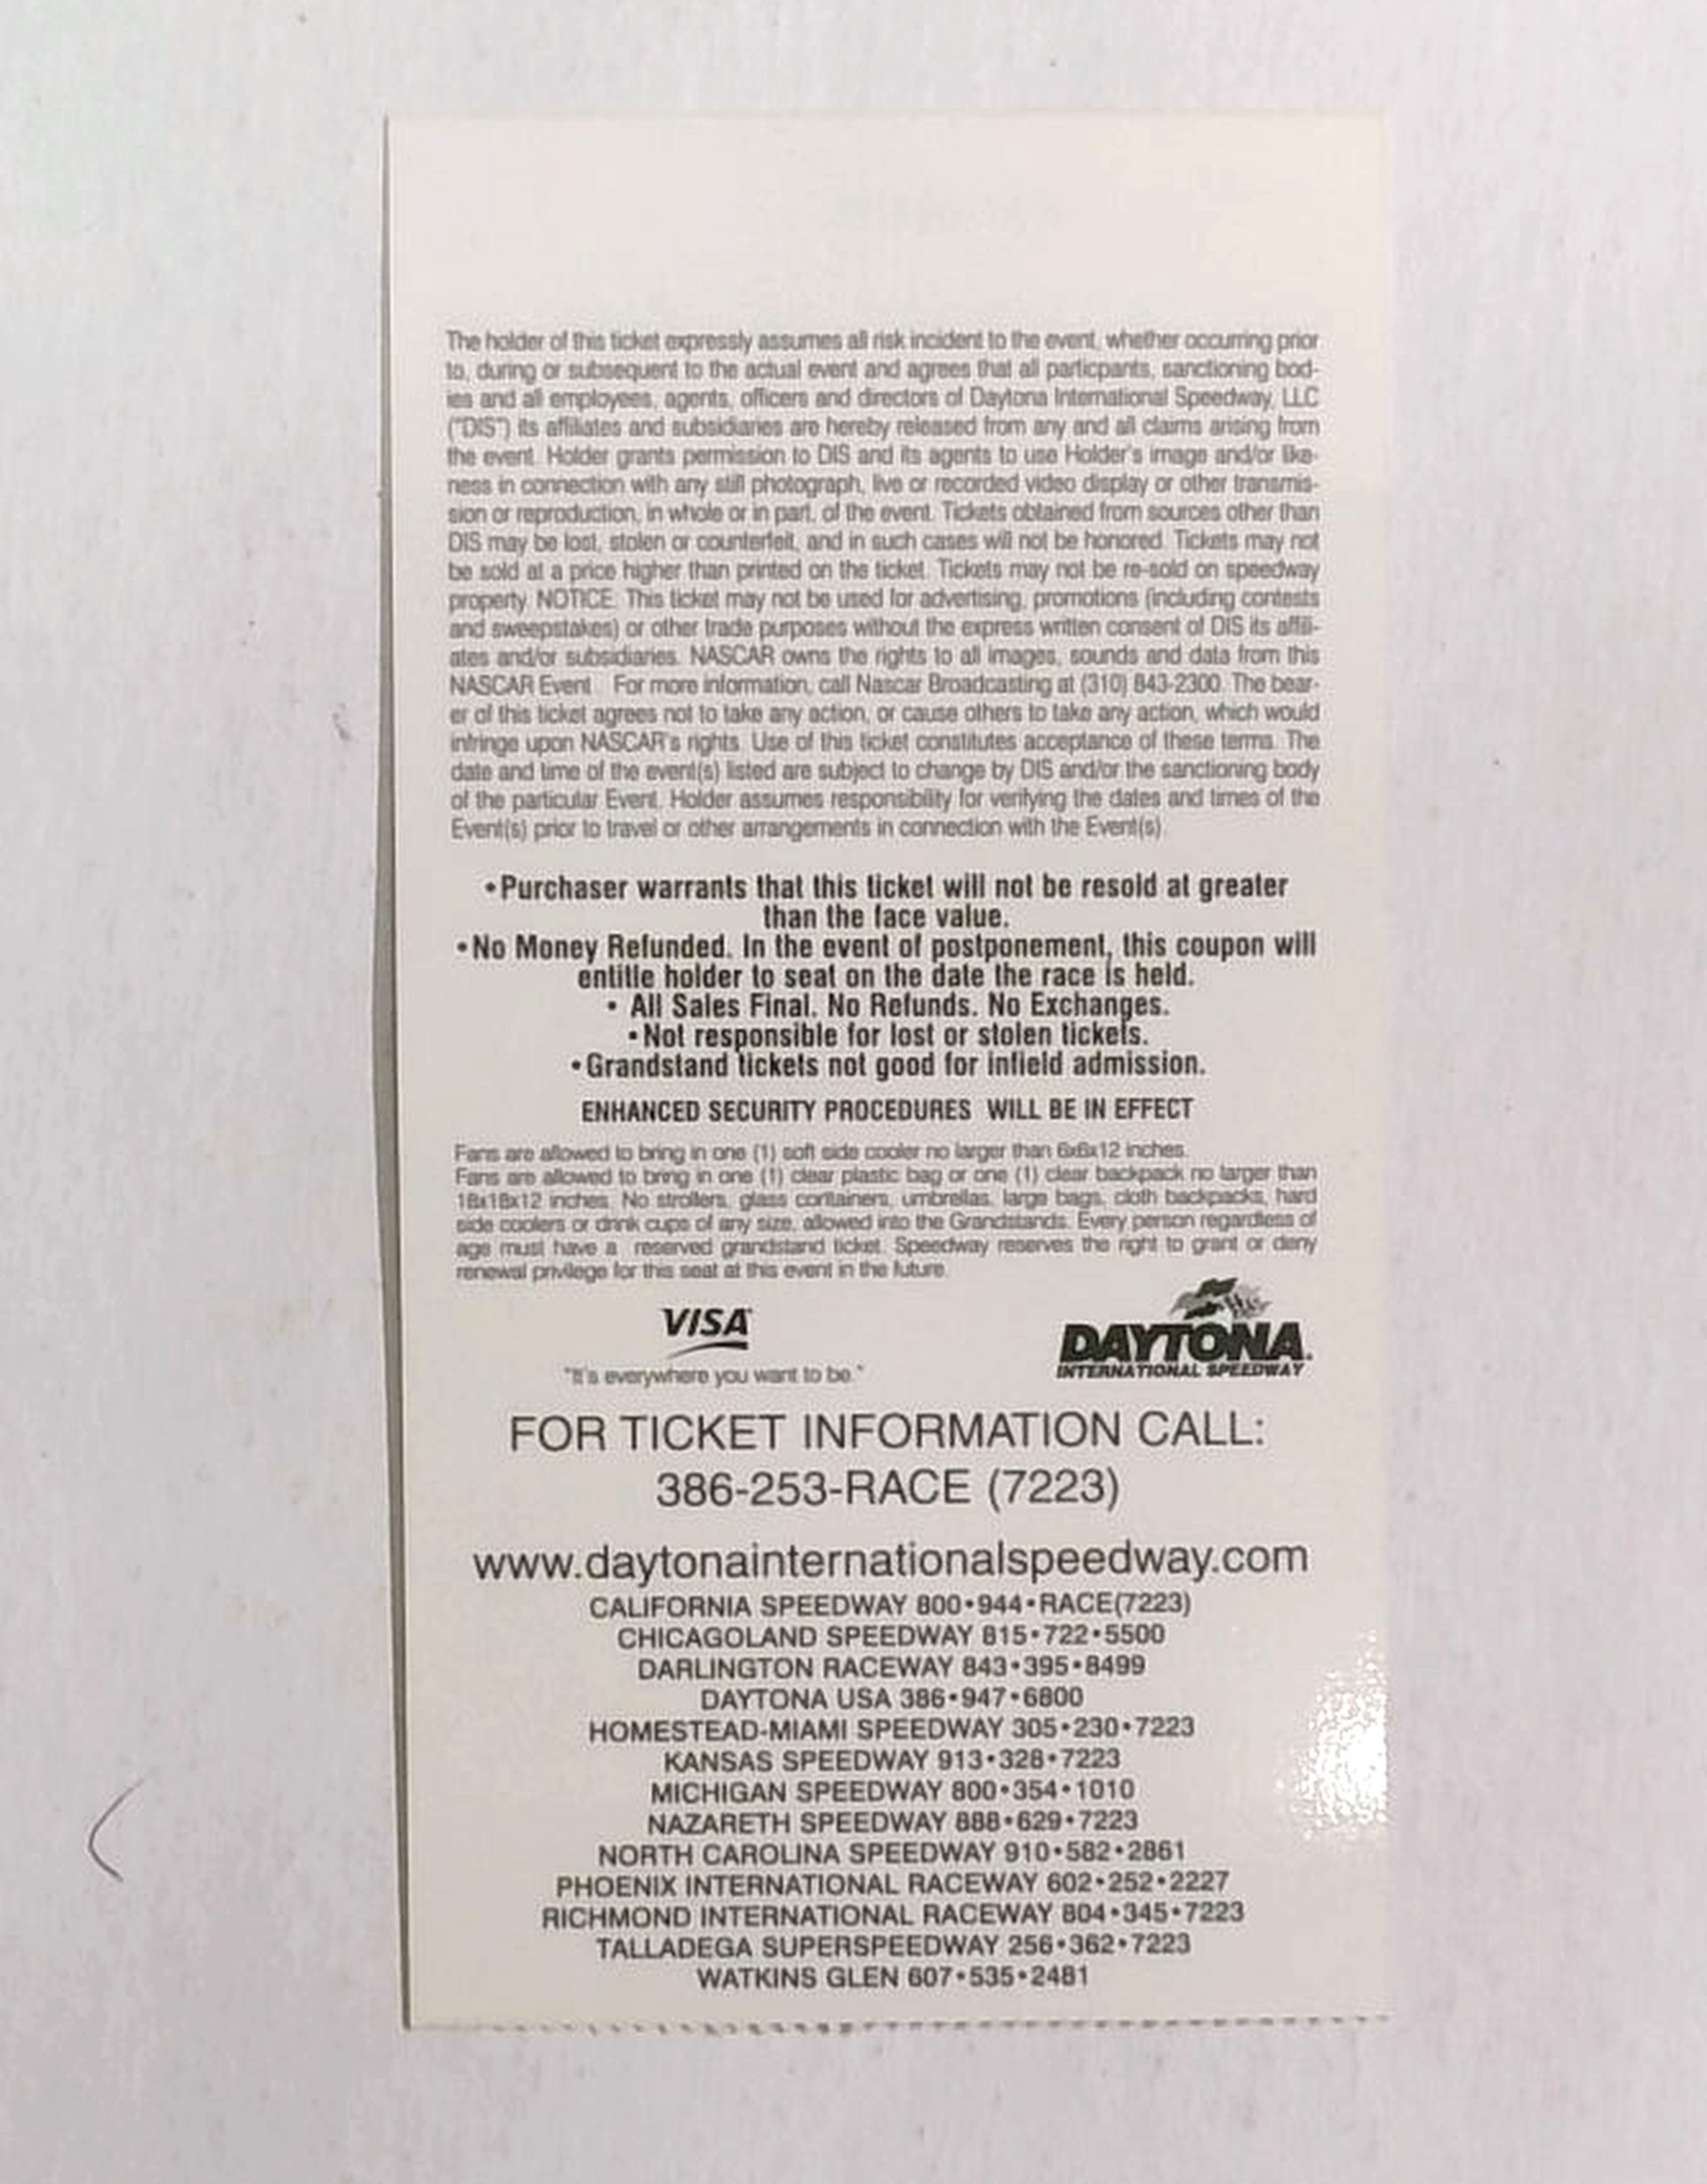 The holder of this ticket expressly assumes all risk incident to the event, whether occurring prior
to, during or subsequent to the actual event and agrees that all particpants, sanctioning bod-
ies and all employees, agents, officers and directors of Daytona International Speedway, LLC
("DIS") its affiliates and subsidiaries are hereby released from any and all claims arising from
the event. Holder grants permission to DIS and its agents to use Holder's image and/or like-
ness in connection with any still photograph, live or recorded video display or other transmis-
sion or reproduction, in whole or in part, of the event. Tickets obtained from sources other than
DIS may be lost, stolen or counterfeit, and in such cases will not be honored. Tickets may not
be sold at a price higher than printed on the ticket. Tickets may not be re-sold on speedway
property. NOTICE: This ticket may not be used for advertising, promotions (including contests
and sweepstakes) or other trade purposes without the express written consent of DIS its affili-
ates and/or subsidiaries. NASCAR owns the rights to all images, sounds and data from this
NASCAR Event. For more information, call Nascar Broadcasting at (310) 843-2300. The bear-
er of this ticket agrees not to take any action, or cause others to take any action, which would
infringe upon NASCAR's rights. Use of this ticket constitutes acceptance of these terms. The
date and time of the event(s) listed are subject to change by DIS and/or the sanctioning body
of the particular Event. Holder assumes responsibility for verifying the dates and times of the
Event(s) prior to travel or other arrangements in connection with the Event(s).
•Purchaser warrants that this ticket will not be resold at greater
than the face value.
•No Money Refunded. In the event of postponement, this coupon will
entitle holder to seat on the date the race is held.
• All Sales Final. No Refunds. No Exchanges.
•Not responsible for lost or stolen tickets.
•Grandstand tickets not good for infield admission.
ENHANCED SECURITY PROCEDURES WILL BE IN EFFECT
Fans are allowed to bring in one (1) soft side cooler no larger than 6x6x12 inches.
Fans are allowed to bring in one (1) clear plastic bag or one (1) clear backpack no larger than
18x18x12 inches. No strollers, glass containers, umbrellas, large bags, cloth backpacks, hard
side coolers or drink cups of any size, allowed into the Grandstands. Every person regardless of
age must have a reserved grandstand ticket. Speedway reserves the right to grant or deny
renewal privilege for this seat at this event in the future.
VISA
"It's everywhere you want to be."
DAYTONA
INTERNATIONAL SPEEDWAY
FOR TICKET INFORMATION CALL:
386-253-RACE (7223)
www.daytonainternationalspeedway.com
CALIFORNIA SPEEDWAY 800•944•RACE(7223)
CHICAGOLAND SPEEDWAY 815•722•5500
DARLINGTON RACEWAY 843•395•8499
DAYTONA USA 386•947•6800
HOMESTEAD-MIAMI SPEEDWAY 305•230•7223
KANSAS SPEEDWAY 913•328•7223
MICHIGAN SPEEDWAY 800•354•1010
NAZARETH SPEEDWAY 888•629•7223
NORTH CAROLINA SPEEDWAY 910•582•2861
PHOENIX INTERNATIONAL RACEWAY 602•252•2227
RICHMOND INTERNATIONAL RACEWAY 804•345•7223
TALLADEGA SUPERSPEEDWAY 256•362•7223
WATKINS GLEN 607•535•2481